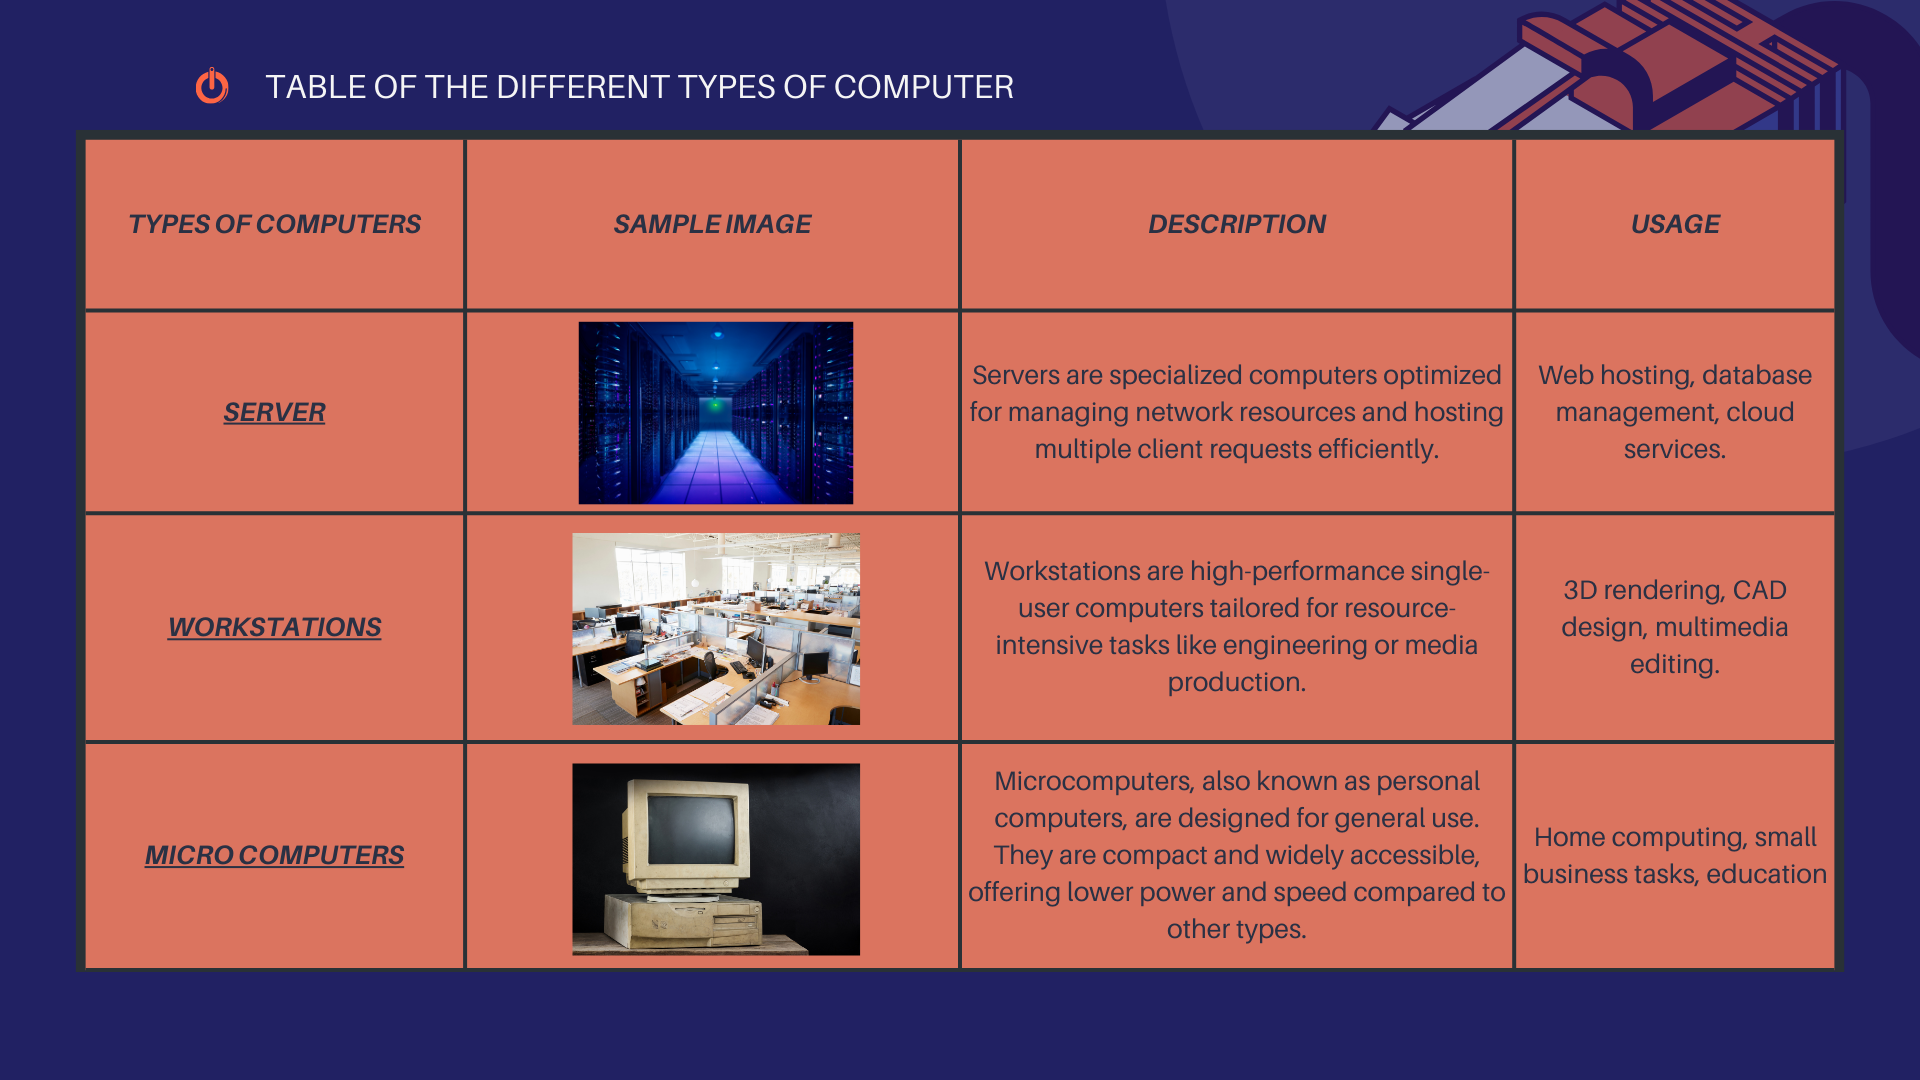 TABLE OF THE DIFFERENT TYPES OF COMPUTER
TYPES OF COMPUTERS
SAMPLE IMAGE
DESCRIPTION
USAGE
SERVER
Servers are specialized computers optimized
for managing network resources and hosting
multiple client requests efficiently.
Web hosting, database
management, cloud
services.
WORKSTATIONS
Workstations are high-performance single-
user computers tailored for resource-
intensive tasks like engineering or media
production.
3D rendering, CAD
design, multimedia
editing.
MICRO COMPUTERS
Microcomputers, also known as personal
computers, are designed for general use.
They are compact and widely accessible,
offering lower power and speed compared to
other types.
Home computing, small
business tasks, education